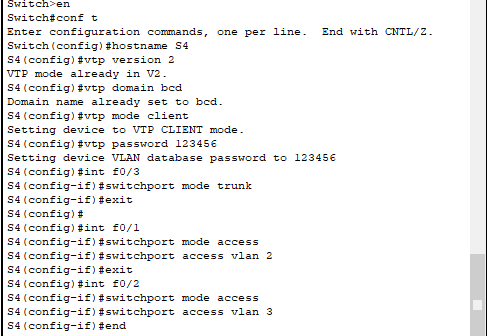 Switch>en
Switch#conf t
Enter configuration commands, one per line.  End with CNTL/Z.
Switch(config)#hostname S4
S4(config)#vtp version 2
VTP mode already in V2.
S4(config)#vtp domain bcd
Domain name already set to bcd.
S4(config)#vtp mode client
Setting device to VTP CLIENT mode.
S4(config)#vtp password 123456
Setting device VLAN database password to 123456
S4(config)#int f0/3
S4(config-if)#switchport mode trunk
S4(config-if)#exit
S4(config)#
S4(config)#int f0/1
S4(config-if)#switchport mode access
S4(config-if)#switchport access vlan 2
S4(config-if)#exit
S4(config)#int f0/2
S4(config-if)#switchport mode access
S4(config-if)#switchport access vlan 3
S4(config-if)#end